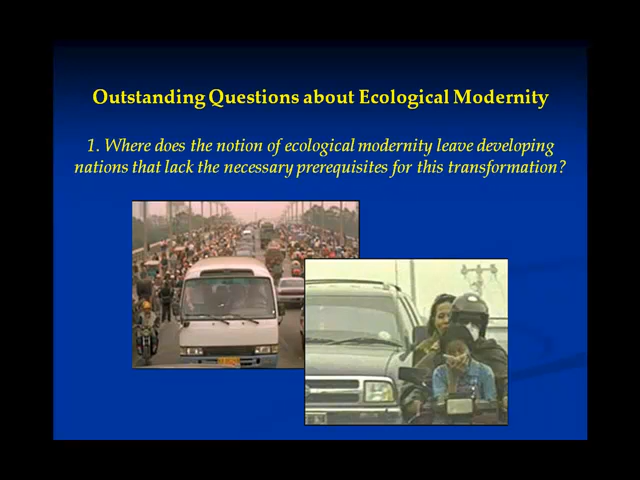 Outstanding Questions about Ecological Modernity
1. Where does the notion of ecological modernity leave developing
nations that lack the necessary prerequisites for this transformation?